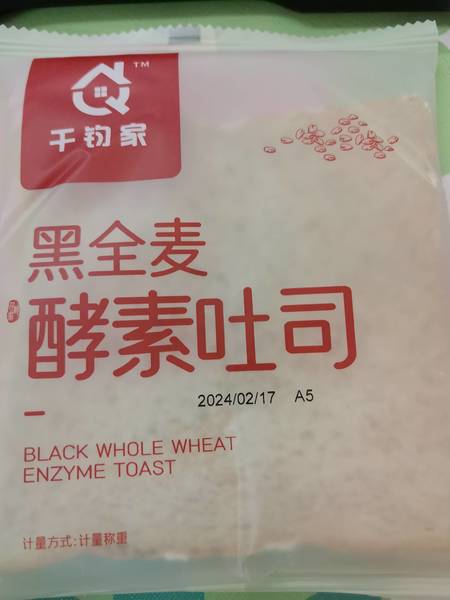 TM
千钧家
黑全麦
酵素吐司
2024/02/17 A5
BLACK WHOLE WHEAT
ENZYME TOAST
计量方式:计量称重